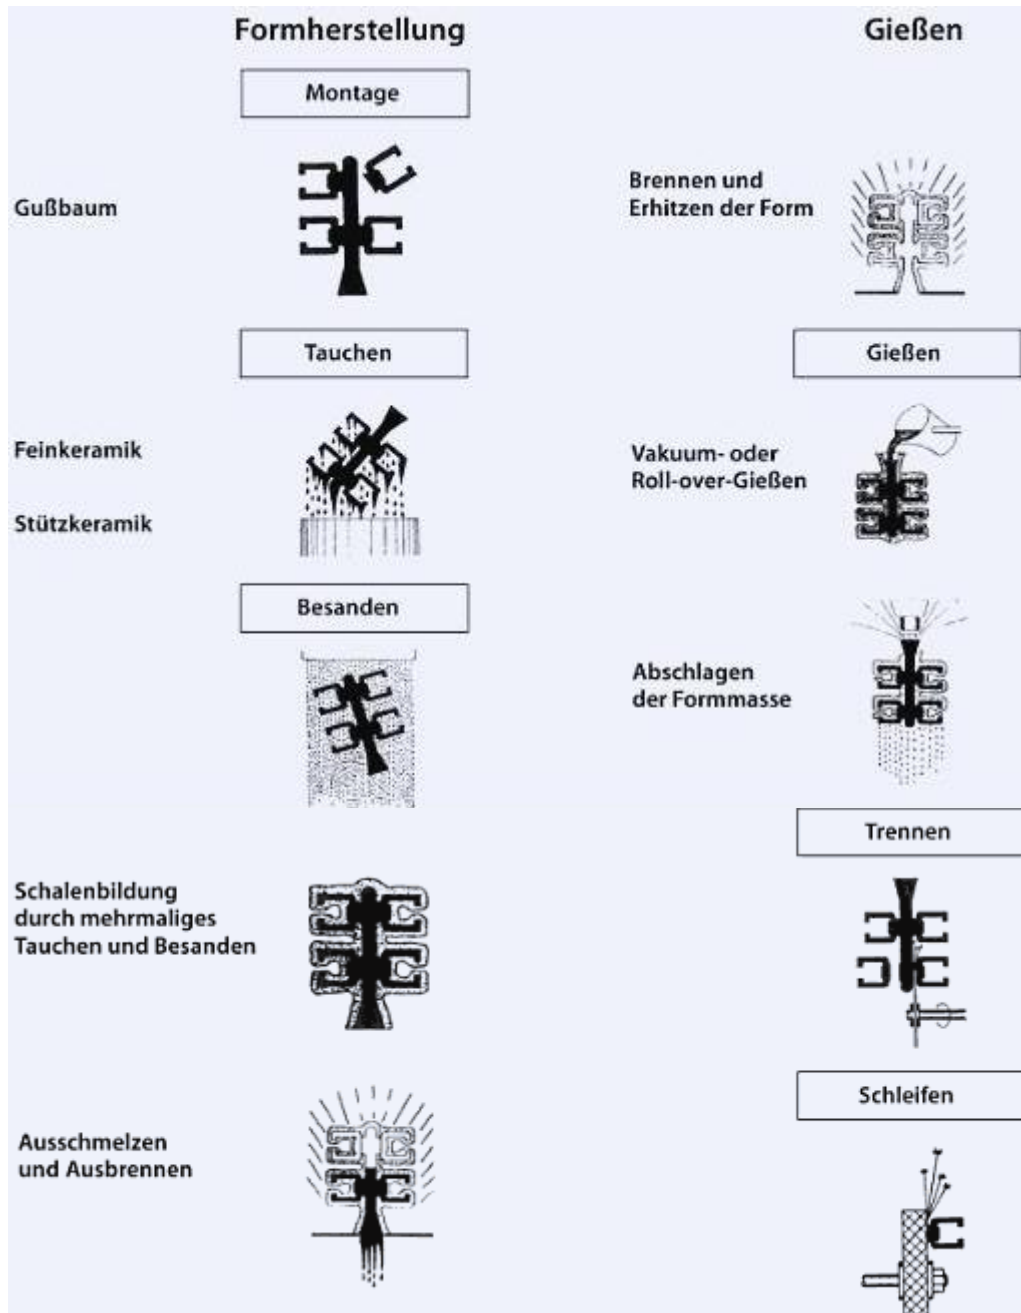 Formherstellung
Montage
Gußbaum
Tauchen
Feinkeramik
Stützkeramik
Besanden
Schalenbildung
durch mehrmaliges
Tauchen und Besanden
Ausschmelzen
und Ausbrennen
Gießen
Brennen und
Erhitzen der Form
Gießen
Vakuum- oder
Roll-over-Gießen
Abschlagen
der Formmasse
Trennen
Schleifen